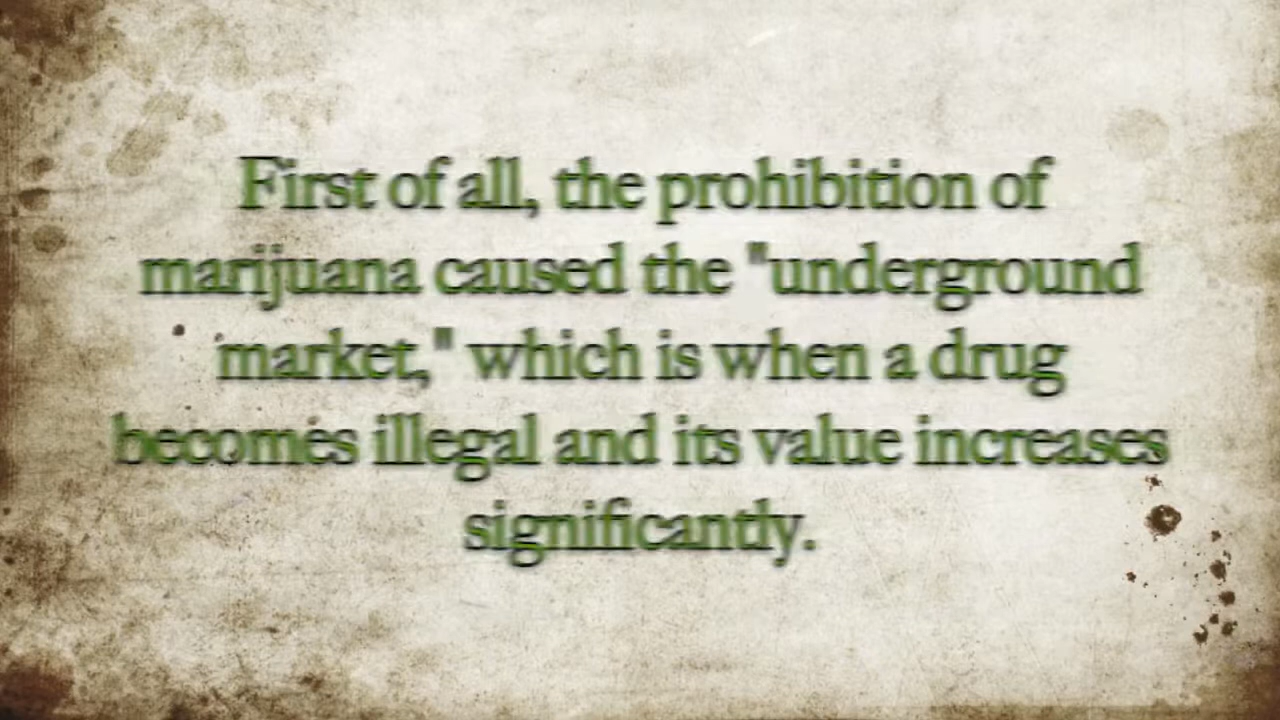 First of all, the prohibition of
marijuana caused the "underground
market," which is when a drug
becomes illegal and its value increases
significantly.